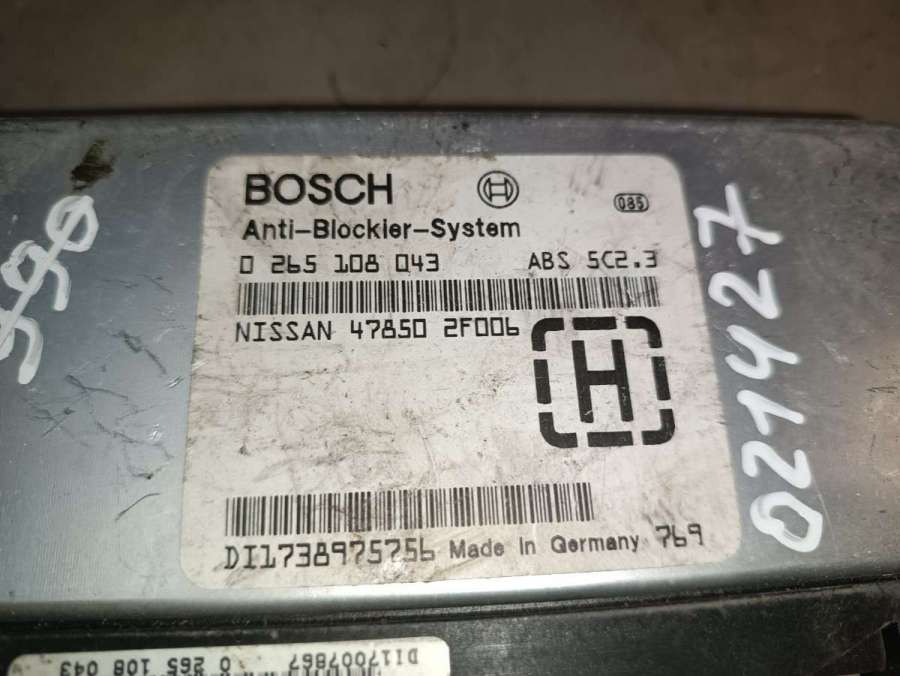 BOSCH
085
Anti-Blockier-System
0 265 108 043 ABS 5C2.3
NISSAN 47850 2F006
H
DI1738975756 Made In Germany 769
021427
DI17007867 0 265 108 043